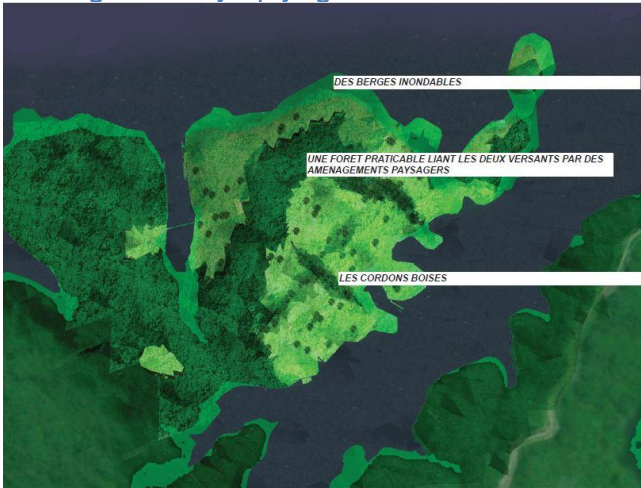 DES BERGES INONDABLES
UNE FORET PRATICABLE LIANT LES DEUX VERSANTS PAR DES
AMENAGEMENTS PAYSAGERS
LES CORDONS BOISES